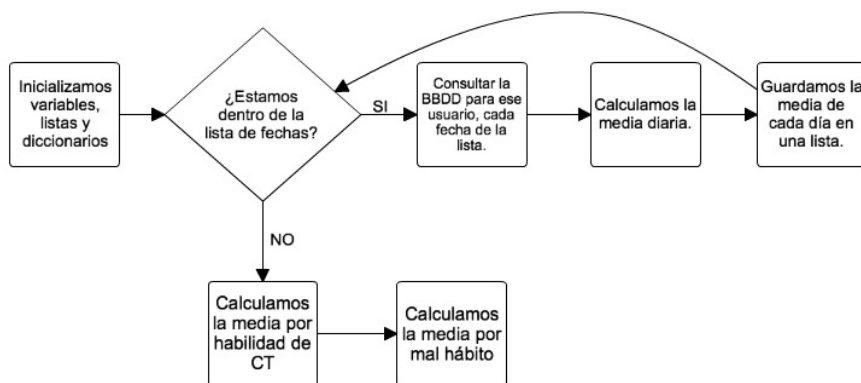 Inicializamos
variables,
listas y
diccionarios
¿Estamos
dentro de la
lista de fechas?
SI
Consultar la
BBDD para ese
usuario, cada
fecha de la
lista.
Calculamos la
media diaria.
Guardamos la
media de
cada día en
una lista.
NO
Calculamos
la media por
habilidad de
CT
Calculamos
la media por
mal hábito